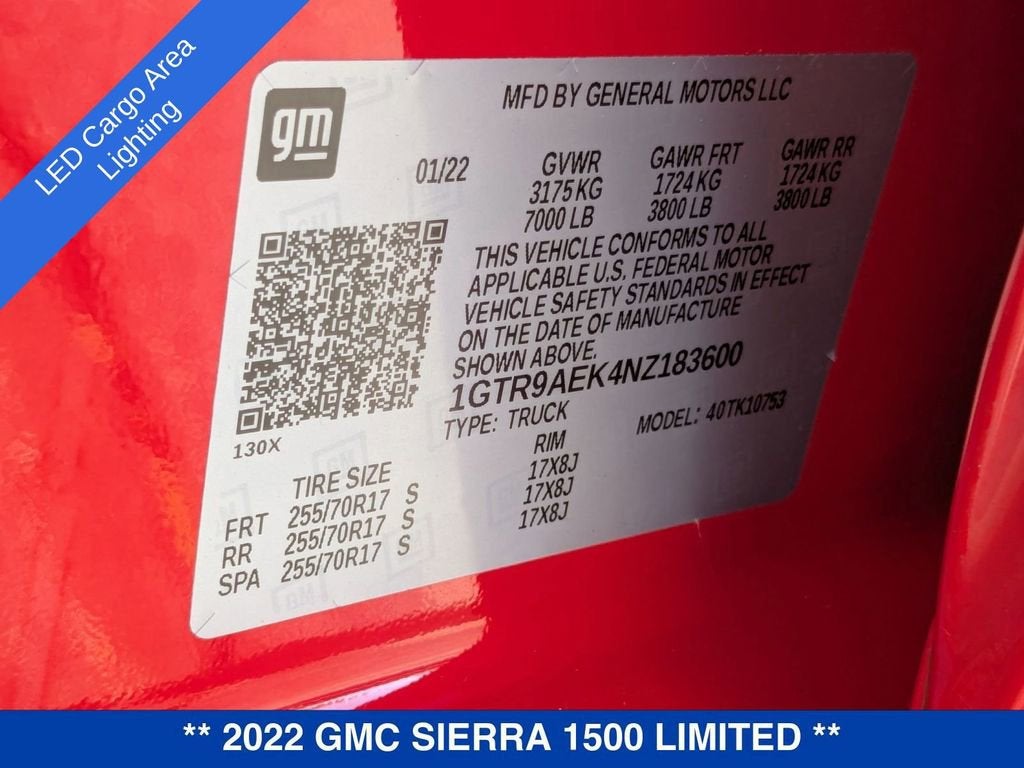 LED Cargo Area
Lighting
gm
MFD BY GENERAL MOTORS LLC
01/22 GVWR GAWR FRT GAWR RR
3175 KG 1724 KG 1724 KG
7000 LB 3800 LB 3800 LB
THIS VEHICLE CONFORMS TO ALL
APPLICABLE U.S. FEDERAL MOTOR
VEHICLE SAFETY STANDARDS IN EFFECT
ON THE DATE OF MANUFACTURE
SHOWN ABOVE.
1GTR9AEK4NZ183600
TYPE: TRUCK MODEL: 40TK10753
130X
TIRE SIZE RIM
FRT 255/70R17 S 17X8J
RR 255/70R17 S 17X8J
SPA 255/70R17 S 17X8J
** 2022 GMC SIERRA 1500 LIMITED **